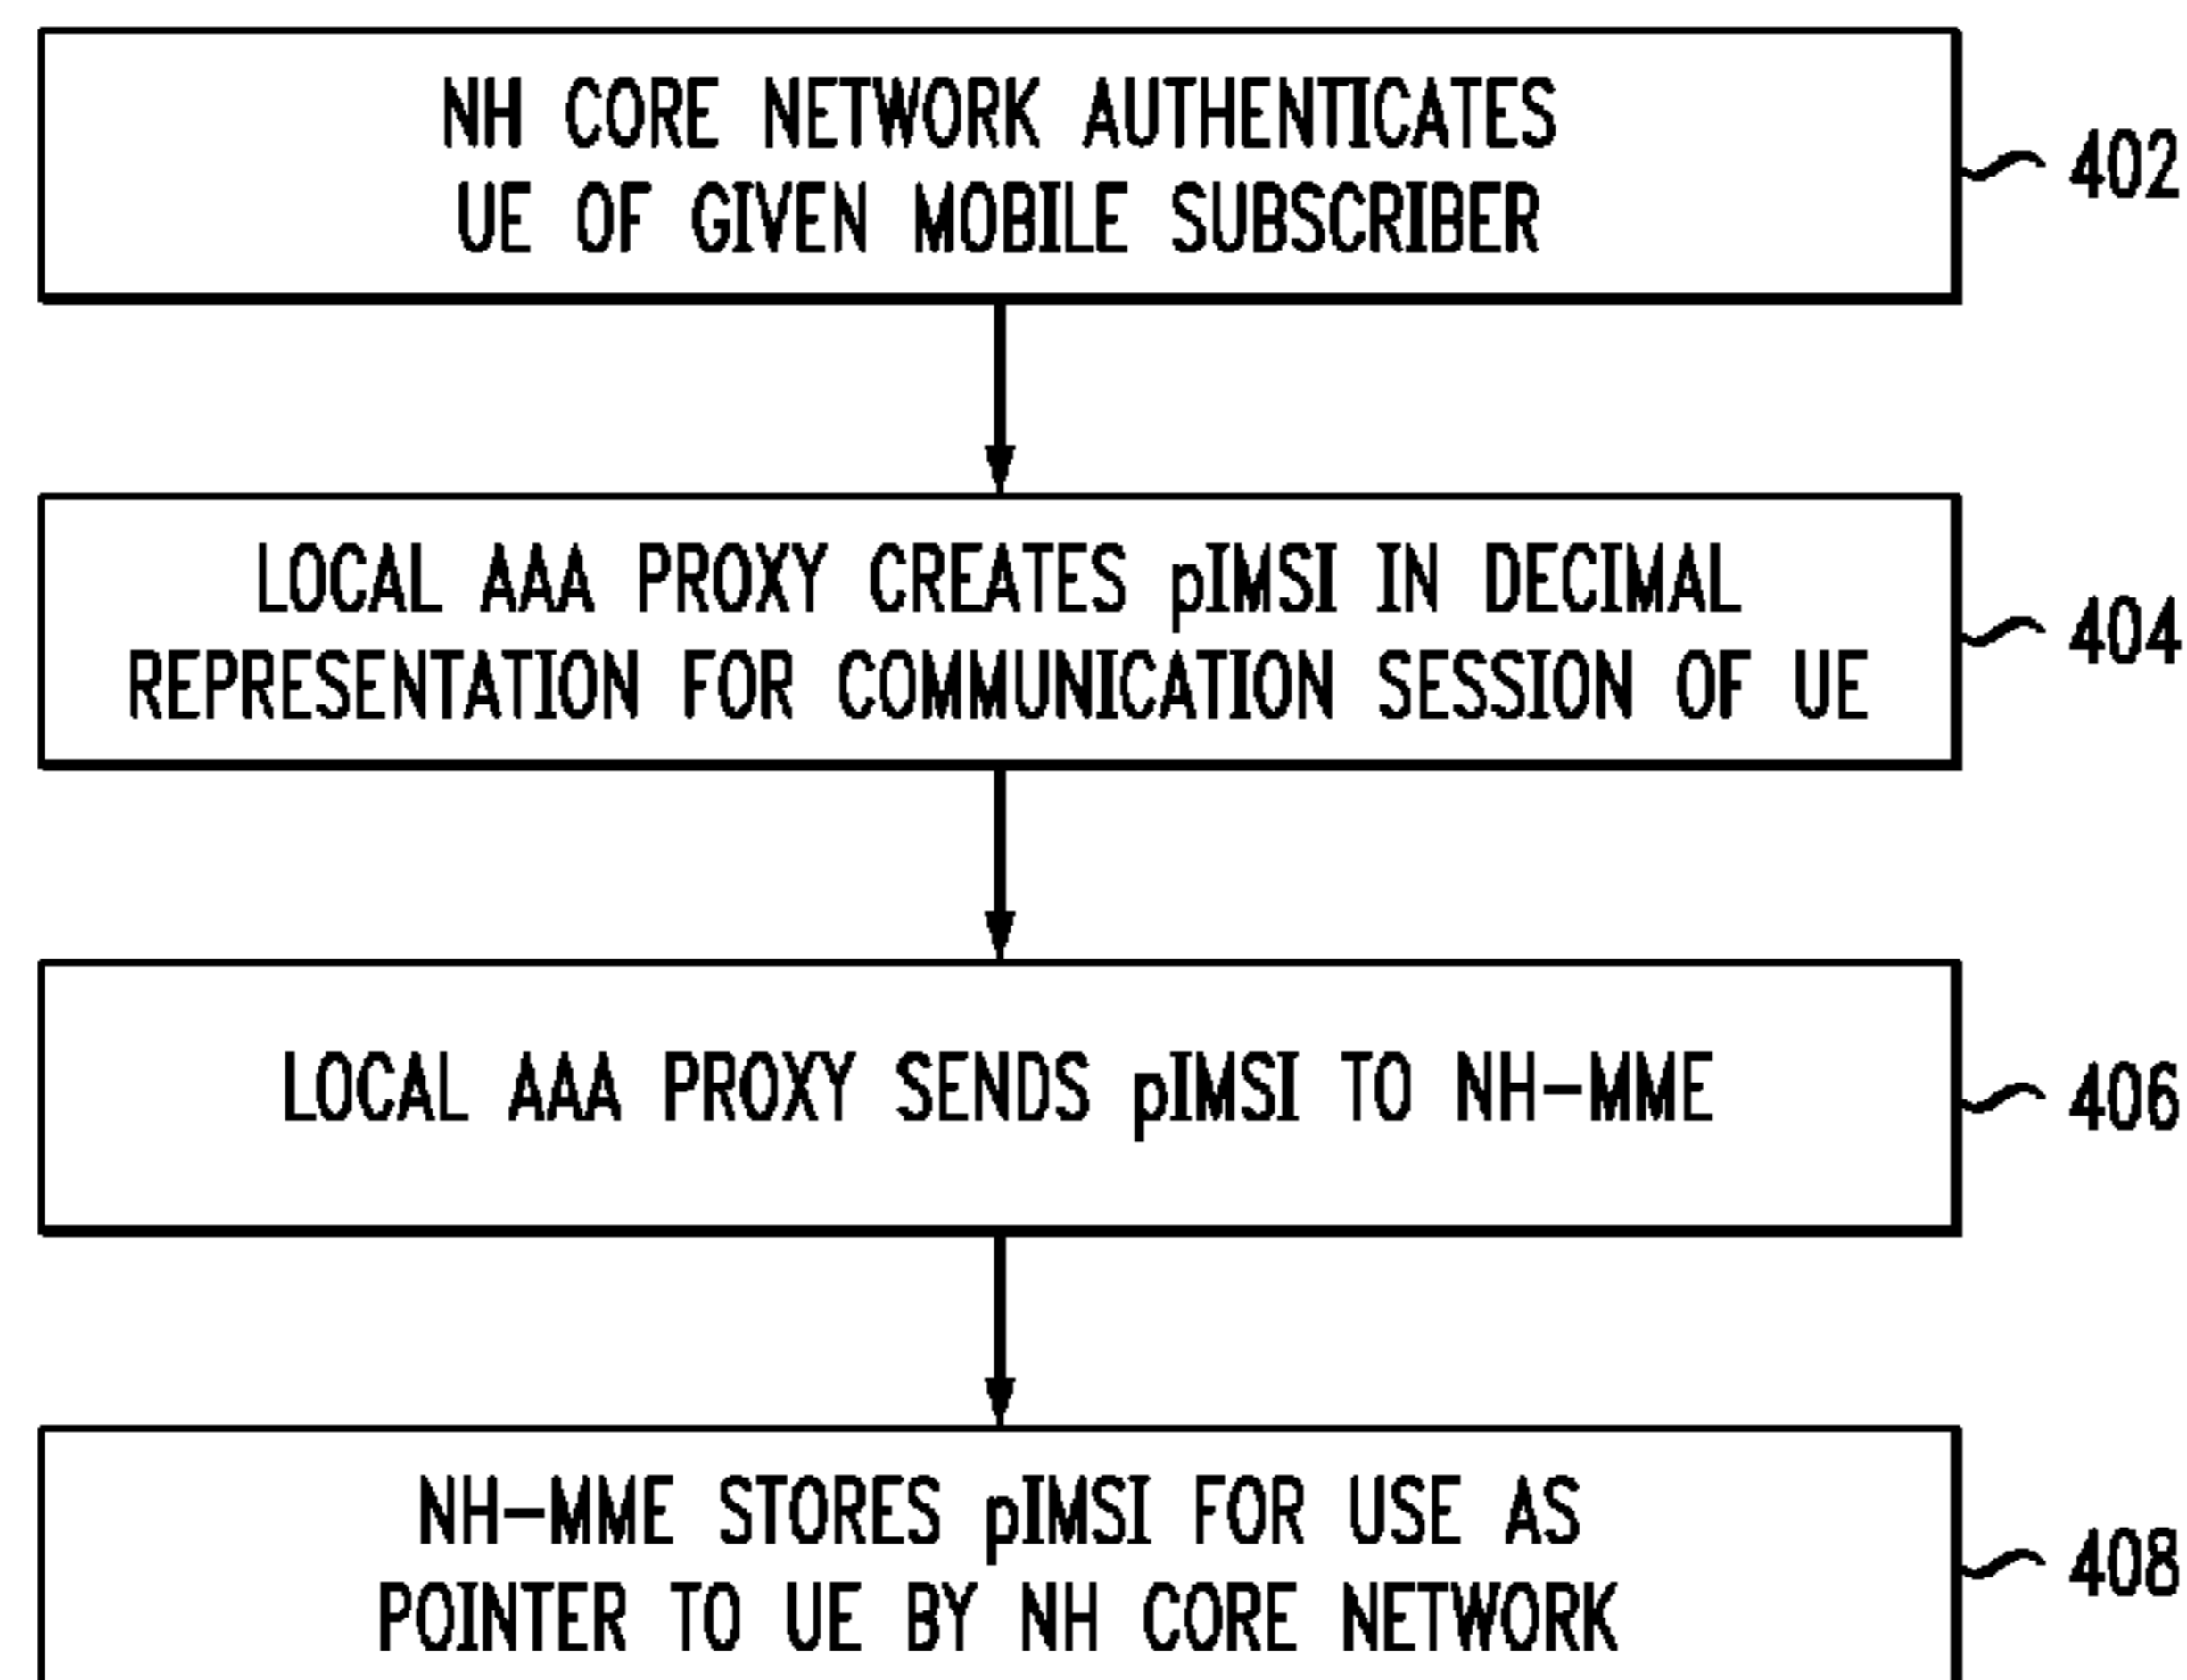 NH CORE NETWORK AUTHENTICATES
UE OF GIVEN MOBILE SUBSCRIBER
402
LOCAL AAA PROXY CREATES pIMSI IN DECIMAL
REPRESENTATION FOR COMMUNICATION SESSION OF UE
404
LOCAL AAA PROXY SENDS pIMSI TO NH-MME
406
NH-MME STORES pIMSI FOR USE AS
POINTER TO UE BY NH CORE NETWORK
408